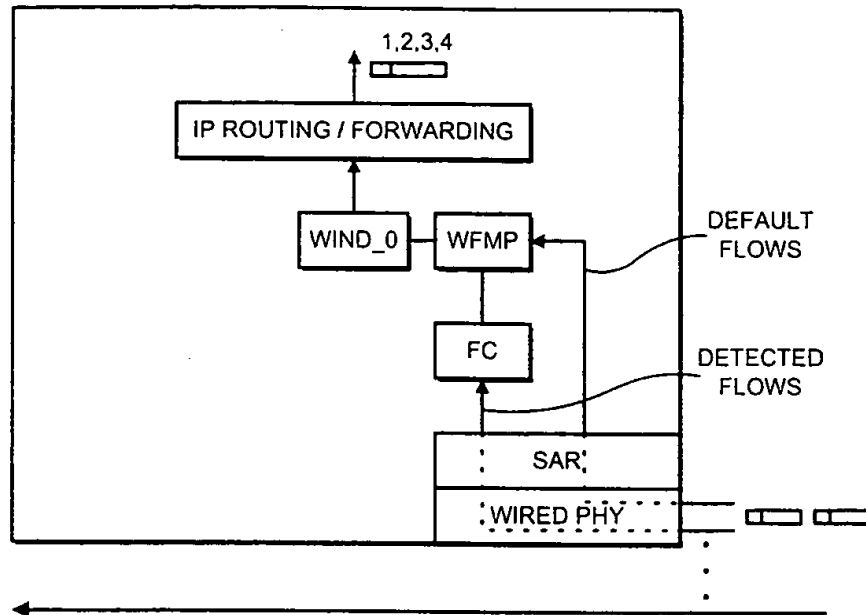 1,2,3,4
IP ROUTING / FORWARDING
WIND_0
WFMP
DEFAULT
FLOWS
FC
DETECTED
FLOWS
SAR
WIRED PHY